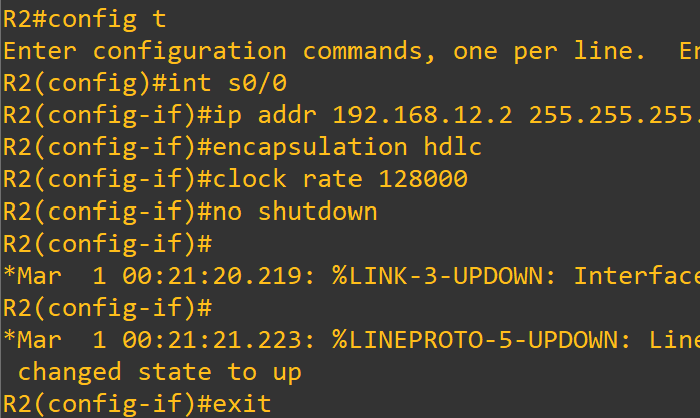 R2#config t
Enter configuration commands, one per line.
R2(config)#int s0/0
R2(config-if)#ip addr 192.168.12.2 255.255.255.
R2(config-if)#encapsulation hdlc
R2(config-if)#clock rate 128000
R2(config-if)#no shutdown
R2(config-if)#
*Mar  1 00:21:20.219: %LINK-3-UPDOWN: Interface
R2(config-if)#
*Mar  1 00:21:21.223: %LINEPROTO-5-UPDOWN: Line
 changed state to up
R2(config-if)#exit